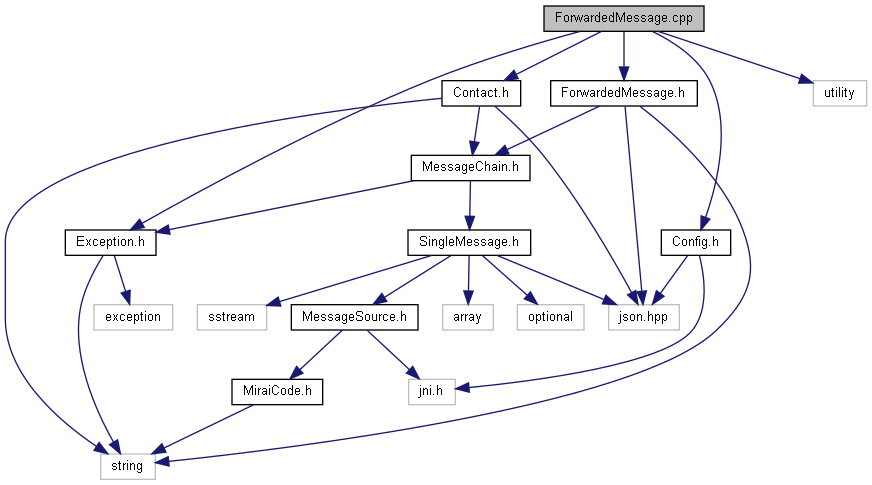 ForwardedMessage.cpp
Contact.h
ForwardedMessage.h
utility
MessageChain.h
Exception.h
SingleMessage.h
Config.h
exception
sstream
MessageSource.h
array
optional
json.hpp
MiraiCode.h
jni.h
string